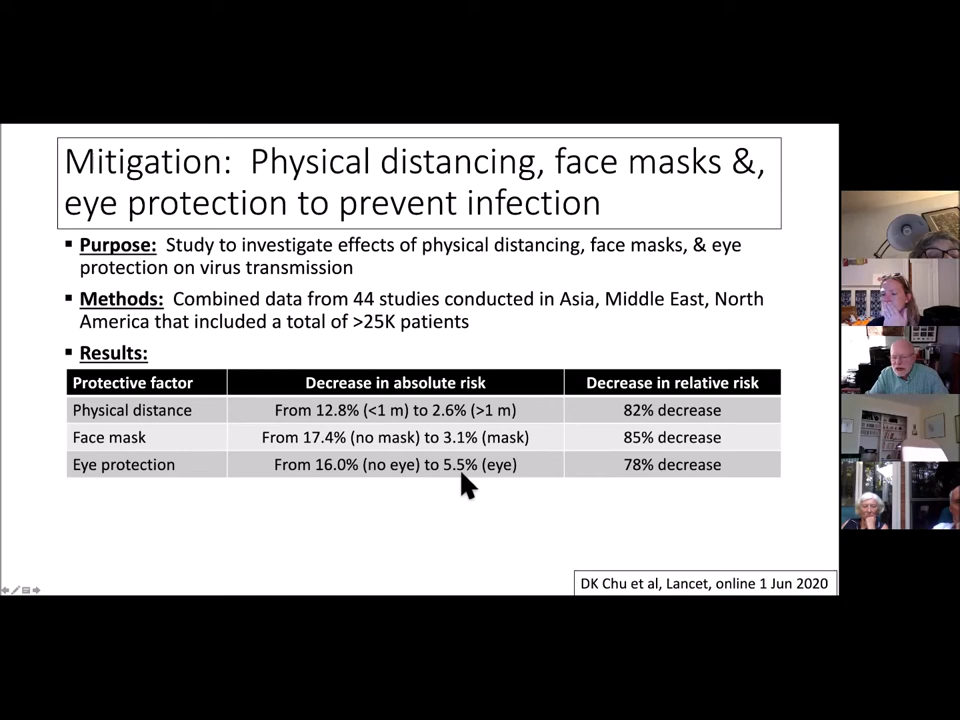 Mitigation:  Physical distancing, face masks &,
eye protection to prevent infection
▪ Purpose:  Study to investigate effects of physical distancing, face masks, & eye
protection on virus transmission
▪ Methods:  Combined data from 44 studies conducted in Asia, Middle East, North
America that included a total of >25K patients
▪ Results:
Protective factor Decrease in absolute risk Decrease in relative risk
Physical distance From 12.8% (<1 m) to 2.6% (>1 m) 82% decrease
Face mask From 17.4% (no mask) to 3.1% (mask) 85% decrease
Eye protection From 16.0% (no eye) to 5.5% (eye) 78% decrease
DK Chu et al, Lancet, online 1 Jun 2020